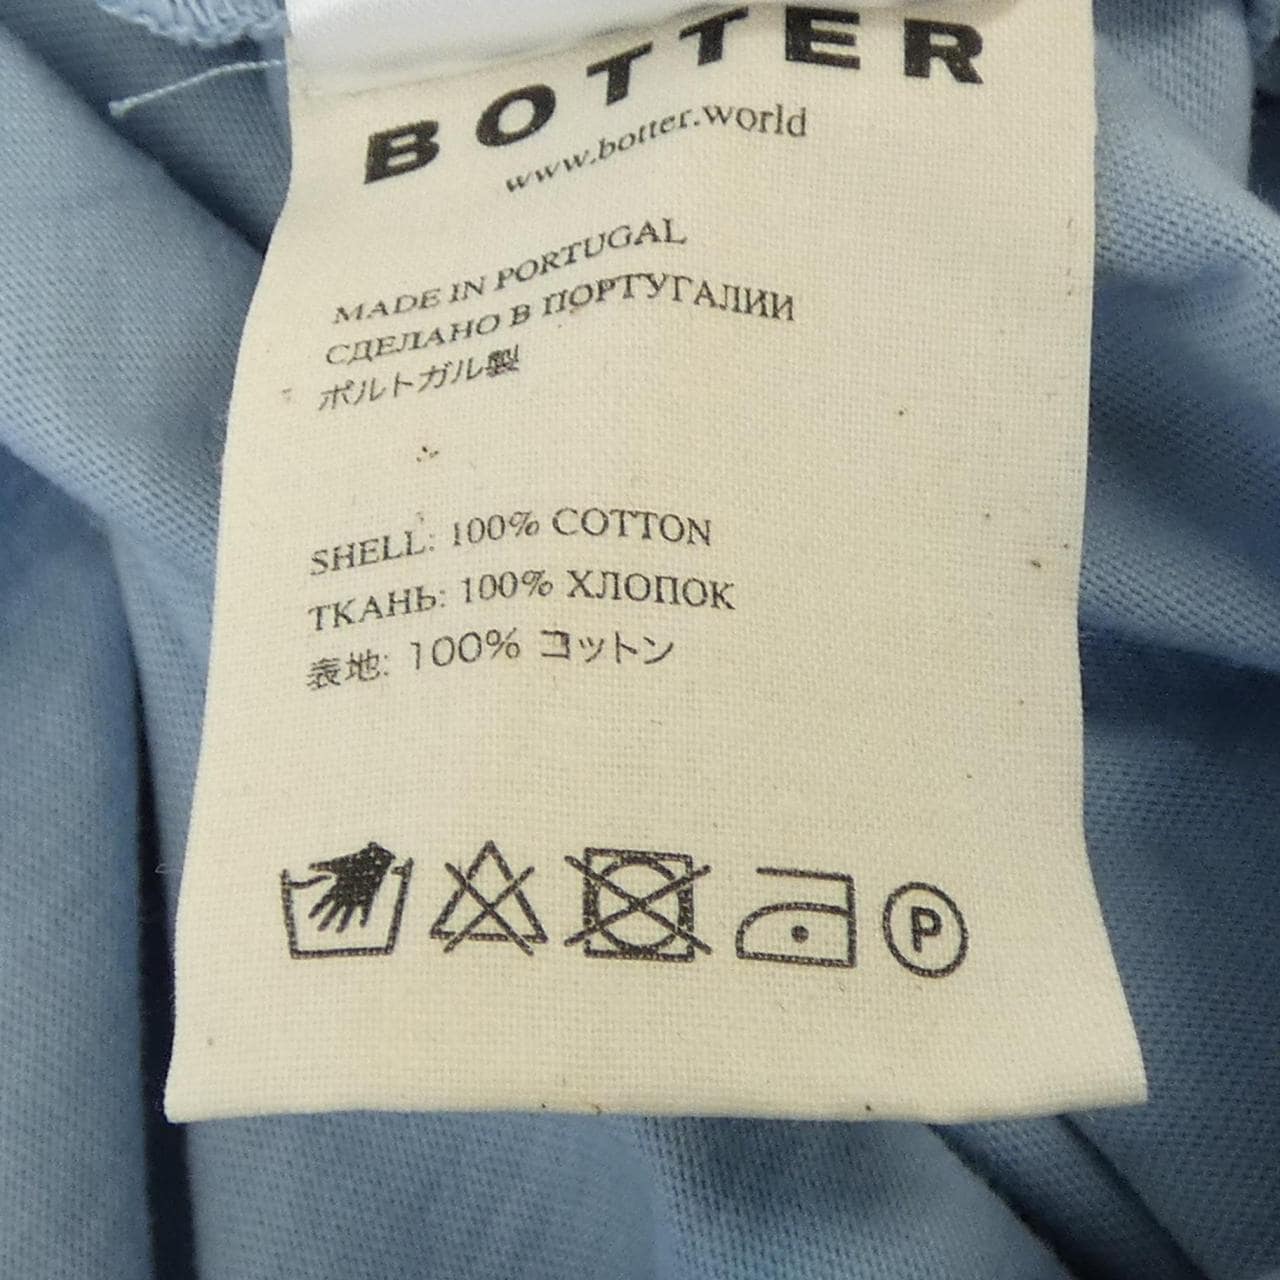 BOTTER
www.botter.world
MADE IN PORTUGAL
СДЕЛАНО В ПОРТУГАЛИИ
ポルトガル製
SHELL: 100% COTTON
ТКАНЬ: 100% ХЛОПОК
表地: 100% コットン
P